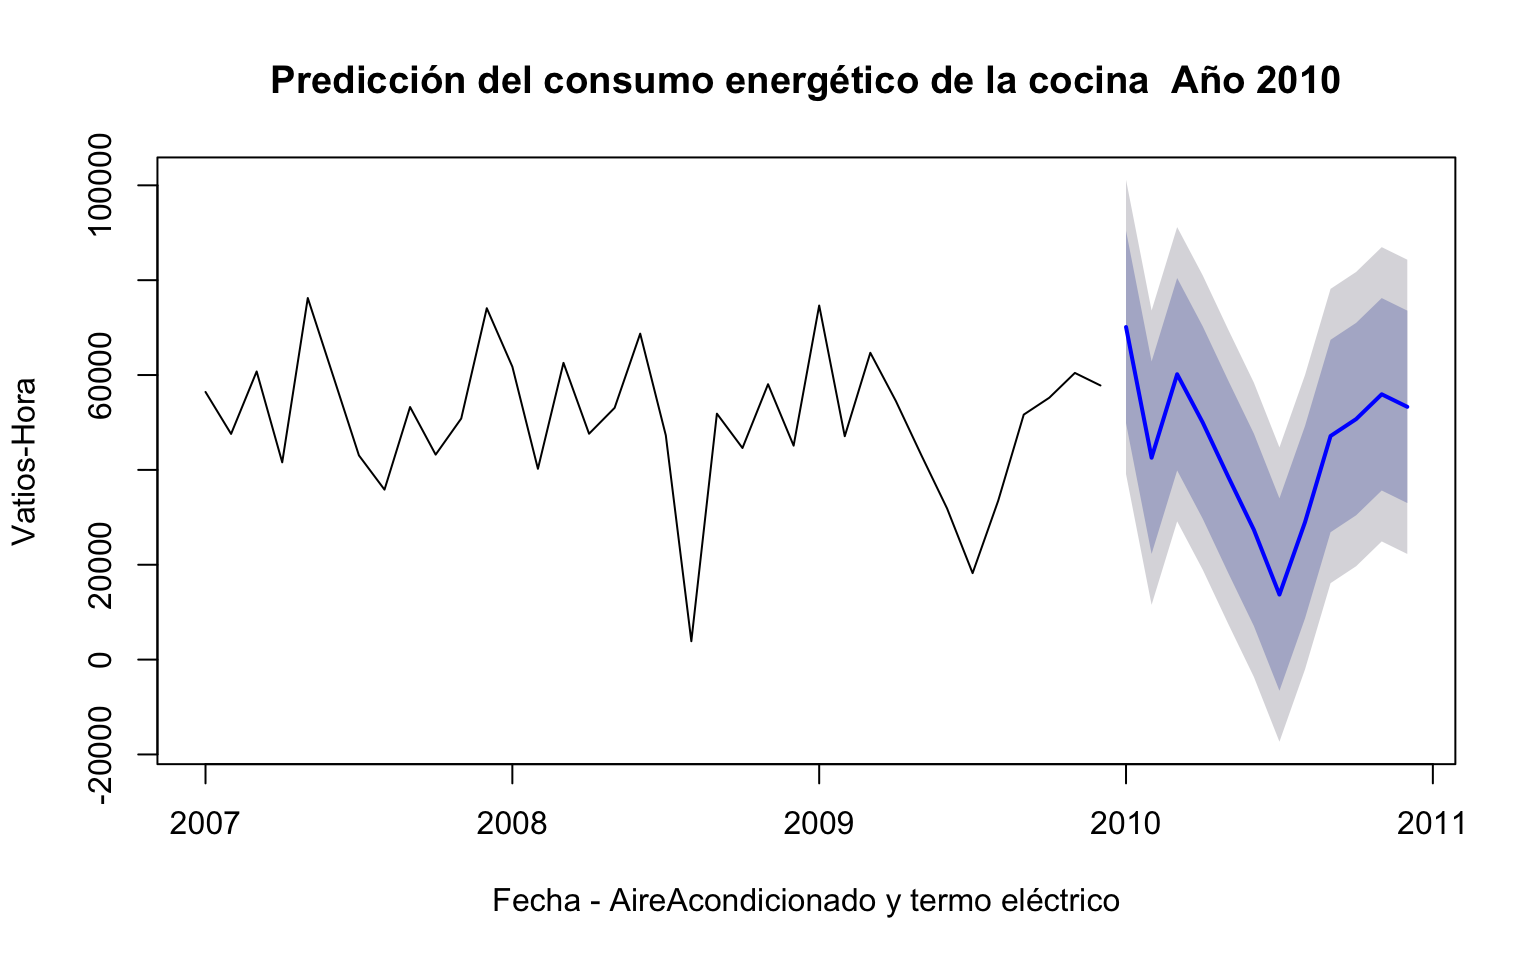 Predicción del consumo energético de la cocina  Año 2010
Vatios-Hora
100000
60000
20000
0
-20000
2007 2008 2009 2010 2011
Fecha - AireAcondicionado y termo eléctrico